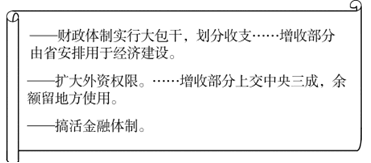 ——财政体制实行大包干，划分收支……增收部分
由省安排用于经济建设。
——扩大外资权限。……增收部分上交中央三成，余
额留地方使用。
——搞活金融体制。